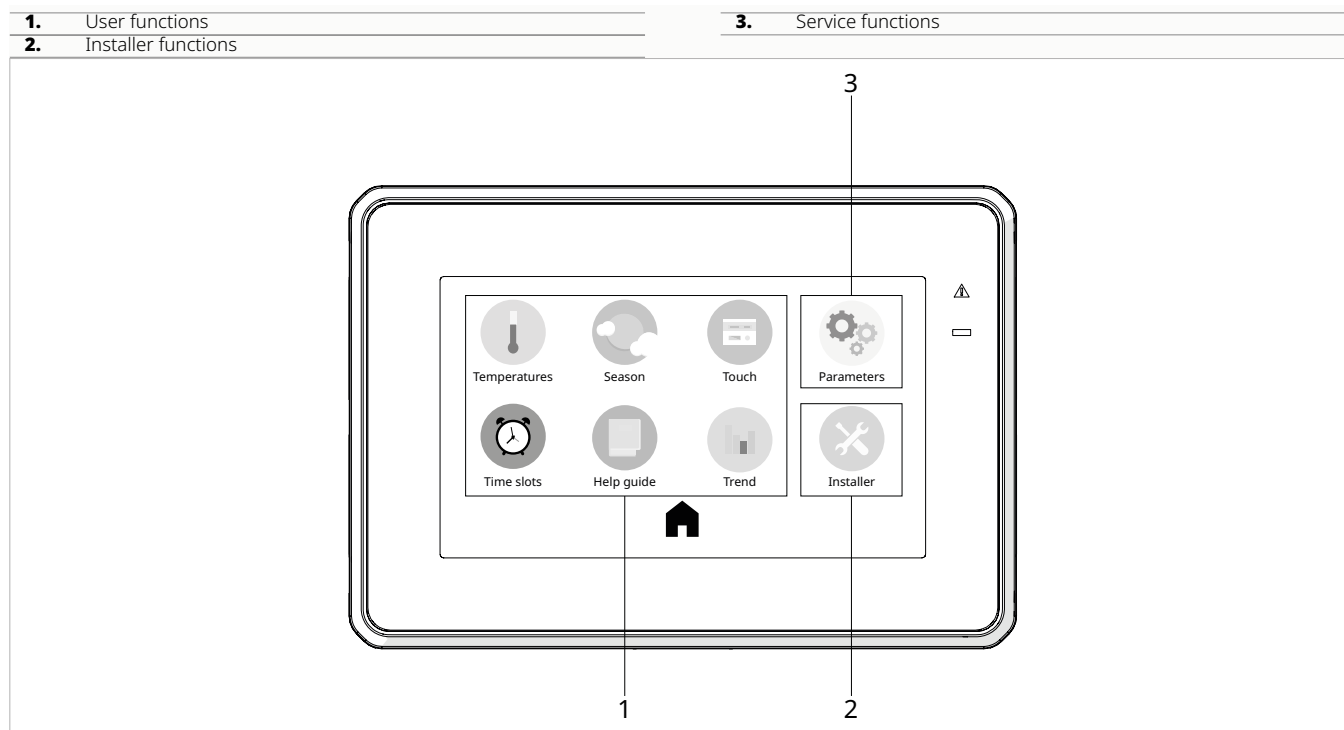 1. User functions
2. Installer functions
3. Service functions
3
Temperatures Season Touch Parameters
Time slots Help guide Trend Installer
1 2